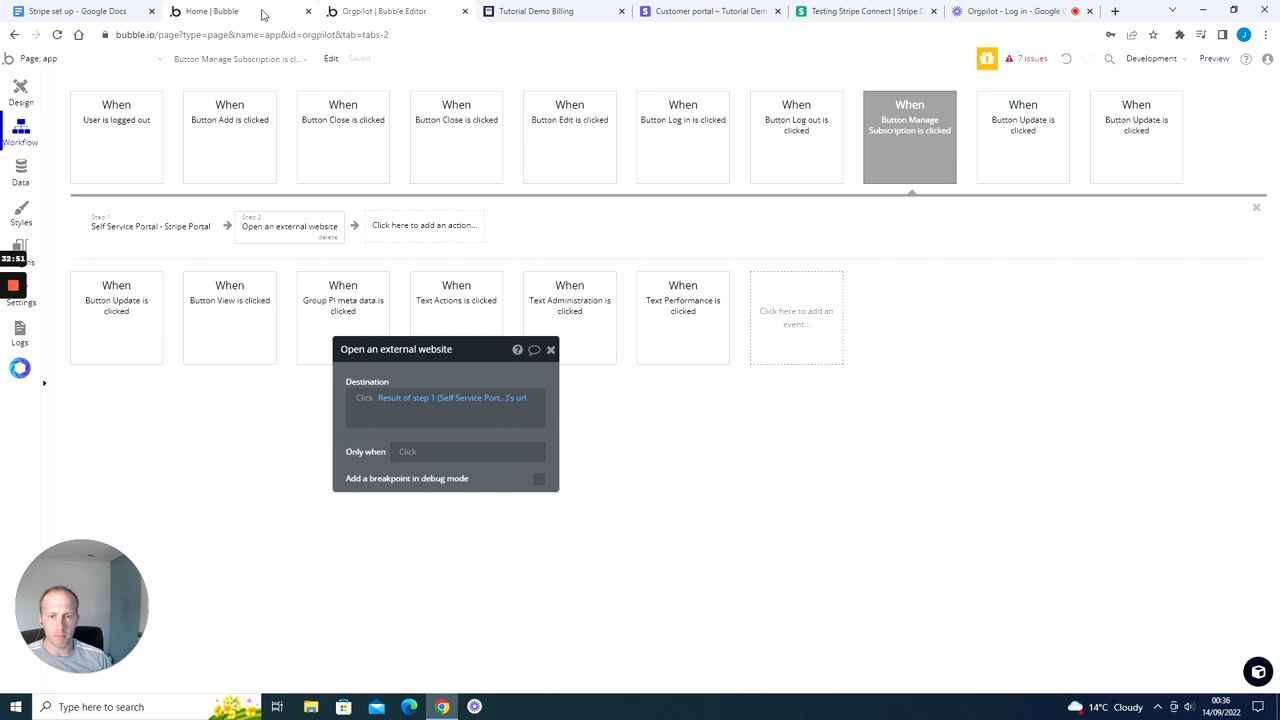 Stripe set up - Google Docs
Home | Bubble
Orgpilot | Bubble Editor
Tutorial Demo Billing
Customer portal – Tutorial Demo
Testing Stripe Connect | Stripe D
Orgpilot - Log in - Google C
bubble.io/page?type=page&name=app&id=orgpilot&tab=tabs-2
Page: app
Button Manage Subscription is cl...
Edit
Saved
7 issues
Development
Preview
Design
Workflow
Data
Styles
Settings
Logs
32:51
When
User is logged out
When
Button Add is clicked
When
Button Close is clicked
When
Button Close is clicked
When
Button Edit is clicked
When
Button Log in is clicked
When
Button Log out is
clicked
When
Button Manage
Subscription is clicked
When
Button Update is
clicked
When
Button Update is
clicked
Step 1
Self Service Portal - Stripe Portal
Step 2
Open an external website
delete
Click here to add an action...
When
Button Update is
clicked
When
Button View is clicked
When
Group PI meta data is
clicked
When
Text Actions is clicked
When
Text Administration is
clicked
When
Text Performance is
clicked
Click here to add an
event...
Open an external website
Destination
Click Result of step 1 (Self Service Port...)'s url
Only when Click
Add a breakpoint in debug mode
Type here to search
14°C Cloudy
00:36
14/09/2022